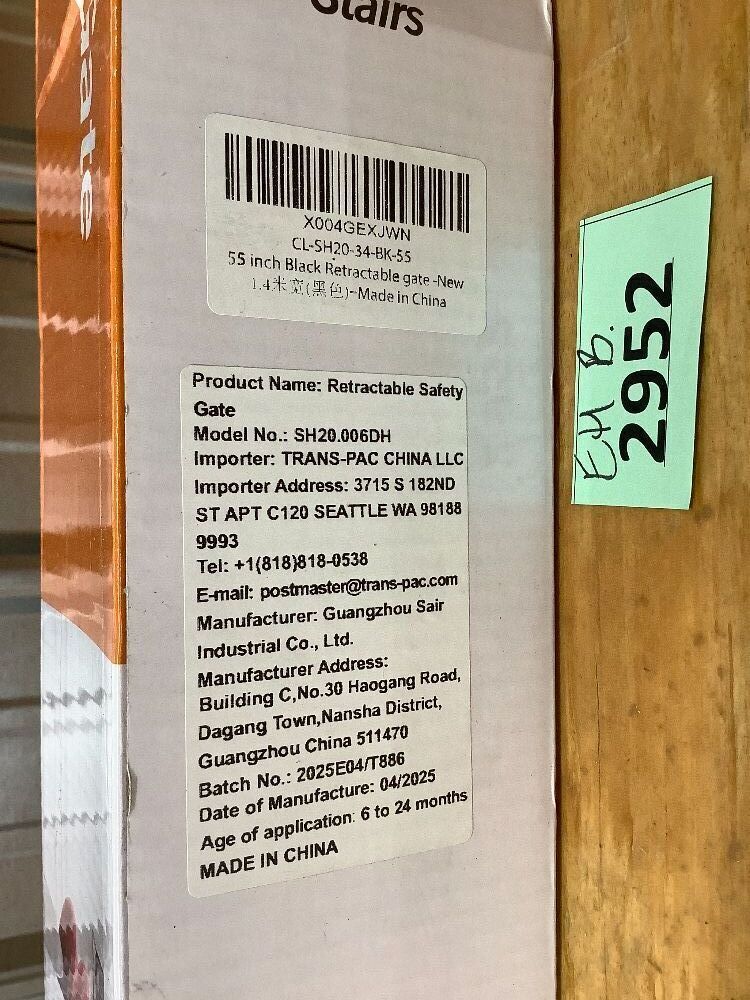 Stairs
ate
X004GEXJWN
CL-SH20-34-BK-55
55 inch Black Retractable gate -New
1.4米宽(黑色)-Made in China
Product Name: Retractable Safety
Gate
Model No.: SH20.006DH
Importer: TRANS-PAC CHINA LLC
Importer Address: 3715 S 182ND
ST APT C120 SEATTLE WA 98188
9993
Tel: +1(818)818-0538
E-mail: postmaster@trans-pac.com
Manufacturer: Guangzhou Sair
Industrial Co., Ltd.
Manufacturer Address:
Building C,No.30 Haogang Road,
Dagang Town,Nansha District,
Guangzhou China 511470
Batch No.: 2025E04/T886
Date of Manufacture: 04/2025
Age of application: 6 to 24 months
MADE IN CHINA
EH B.
2952